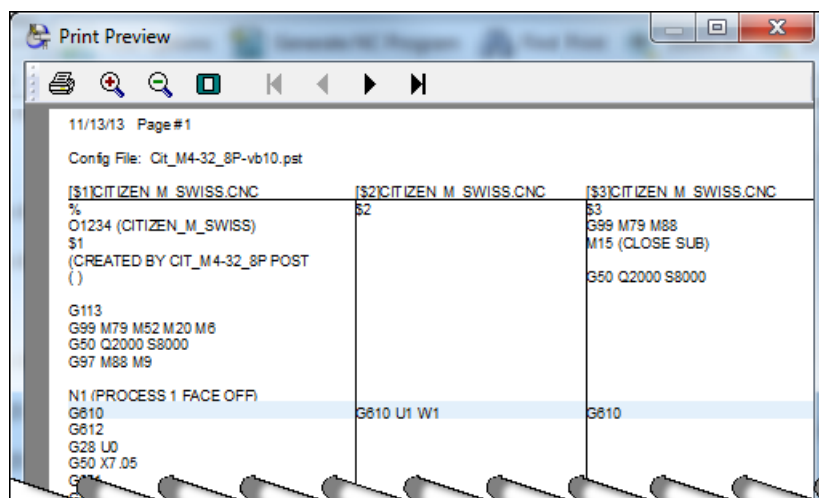 Print Preview
11/13/13 Page #1
Config File: Cit_M4-32_8P-vb10.pst
[$1]CITIZEN_M_SWISS.CNC [$2]CITIZEN_M_SWISS.CNC [$3]CITIZEN_M_SWISS.CNC
% $2 $3
O1234 (CITIZEN_M_SWISS) G99 M79 M88
$1 M15 (CLOSE SUB)
(CREATED BY CIT_M4-32_8P POST
( ) G50 Q2000 S8000
G113
G99 M79 M52 M20 M6
G50 Q2000 S8000
G97 M88 M9
N1 (PROCESS 1 FACE OFF)
G610 G610 U1 W1 G610
G612
G28 U0
G50 X7.05